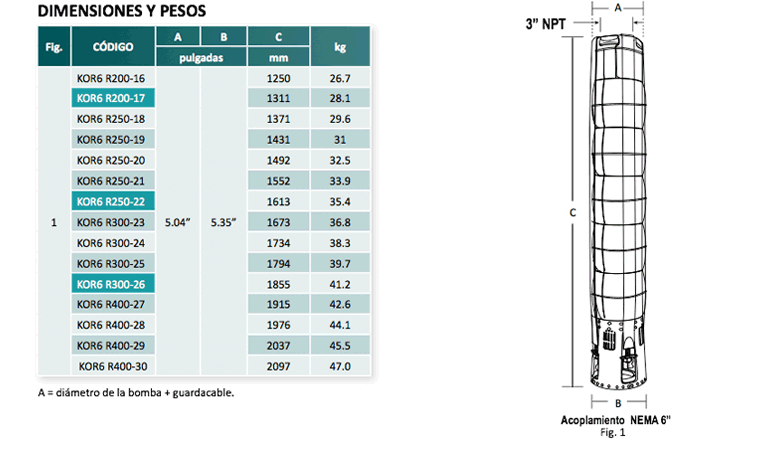 DIMENSIONES Y PESOS
Fig. CÓDIGO A B C kg
pulgadas mm
KOR6 R200-16 1250 26.7
KOR6 R200-17 1311 28.1
KOR6 R250-18 1371 29.6
KOR6 R250-19 1431 31
KOR6 R250-20 1492 32.5
KOR6 R250-21 1552 33.9
KOR6 R250-22 1613 35.4
1 KOR6 R300-23 5.04” 5.35” 1673 36.8
KOR6 R300-24 1734 38.3
KOR6 R300-25 1794 39.7
KOR6 R300-26 1855 41.2
KOR6 R400-27 1915 42.6
KOR6 R400-28 1976 44.1
KOR6 R400-29 2037 45.5
KOR6 R400-30 2097 47.0
A = diámetro de la bomba + guardacable.
A
3” NPT
C
B
Acoplamiento NEMA 6”
Fig. 1